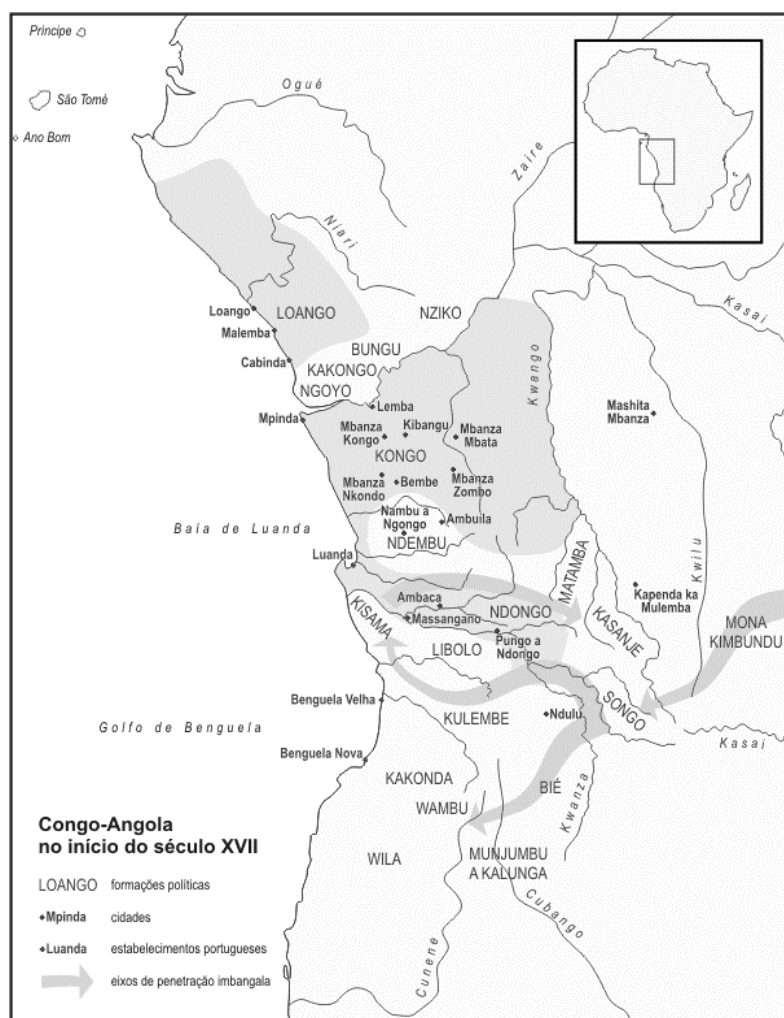 Príncipe
São Tomé
Ano Bom
Ogué
Zaire
Niari
Kasai
Loango
LOANGO
NZIKO
Malemba
BUNGU
Cabinda
KAKONGO
NGOYO
Kwango
Mpinda
Lemba
Mashita
Mbanza
Mbanza
Kongo
Kibangu
Mbanza
Mbata
KONGO
Mbanza
Nkondo
Bembe
Mbanza
Zombo
Nambu a
Ngongo
Ambuíla
Baía de Luanda
NDEMBU
Luanda
MATAMBA
Kwilu
Kapenda ka
Mulemba
Ambaca
NDONGO
KISAMA
Massangano
KASANJE
MONA
KIMBUNDU
LIBOLO
Pungo a
Ndongo
SONGO
Benguela Velha
KULEMBE
Ndulu
Golfo de Benguela
Kasai
Benguela Nova
KAKONDA
BIÉ
WAMBU
Kwanza
WILA
MUNJUMBU
A KALUNGA
Cubango
Cunene
Congo-Angola
no início do século XVII
LOANGO formações políticas
Mpinda cidades
Luanda estabelecimentos portugueses
eixos de penetração imbangala